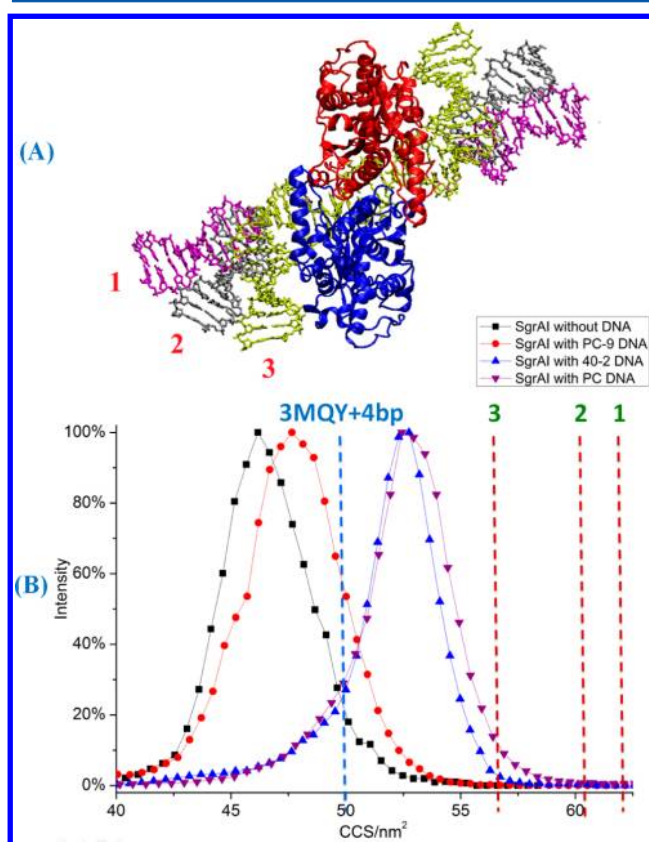 (A)
1
2
3
SgrAI without DNA
SgrAI with PC-9 DNA
SgrAI with 40-2 DNA
SgrAI with PC DNA
3MQY+4bp
3
2
1
100%
80%
60%
40%
20%
0%
Intensity
(B)
40
45
50
55
60
CCS/nm²